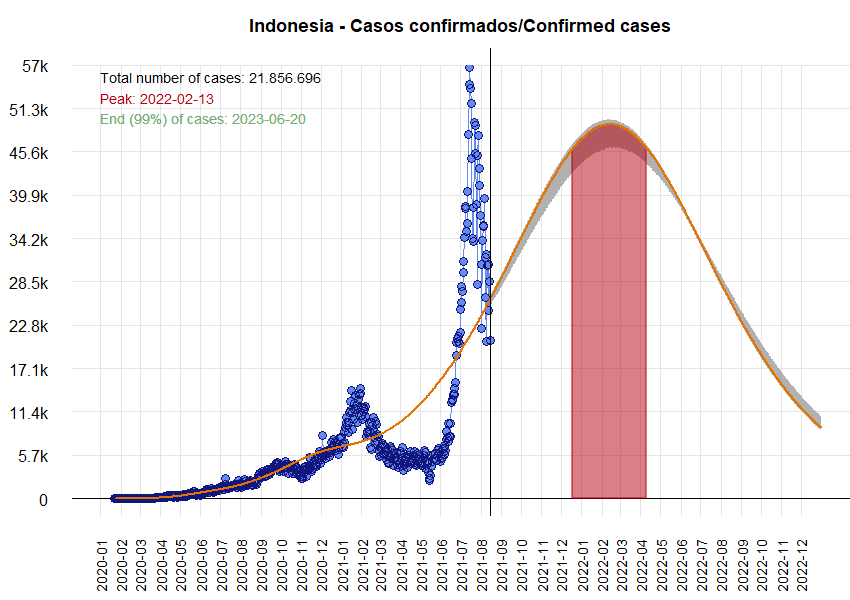 Indonesia - Casos confirmados/Confirmed cases
57k
Total number of cases: 21.856.696
Peak: 2022-02-13
End (99%) of cases: 2023-06-20
51.3k
45.6k
39.9k
34.2k
28.5k
22.8k
17.1k
11.4k
5.7k
0
2020-01
2020-02
2020-03
2020-04
2020-05
2020-06
2020-07
2020-08
2020-09
2020-10
2020-11
2020-12
2021-01
2021-02
2021-03
2021-04
2021-05
2021-06
2021-07
2021-08
2021-09
2021-10
2021-11
2021-12
2022-01
2022-02
2022-03
2022-04
2022-05
2022-06
2022-07
2022-08
2022-09
2022-10
2022-11
2022-12